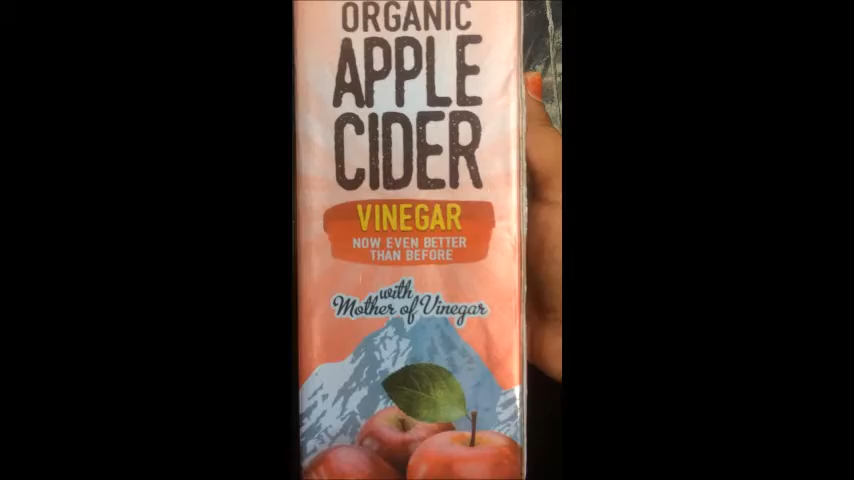 ORGANIC
APPLE
CIDER
VINEGAR
NOW EVEN BETTER
THAN BEFORE
with
Mother of Vinegar